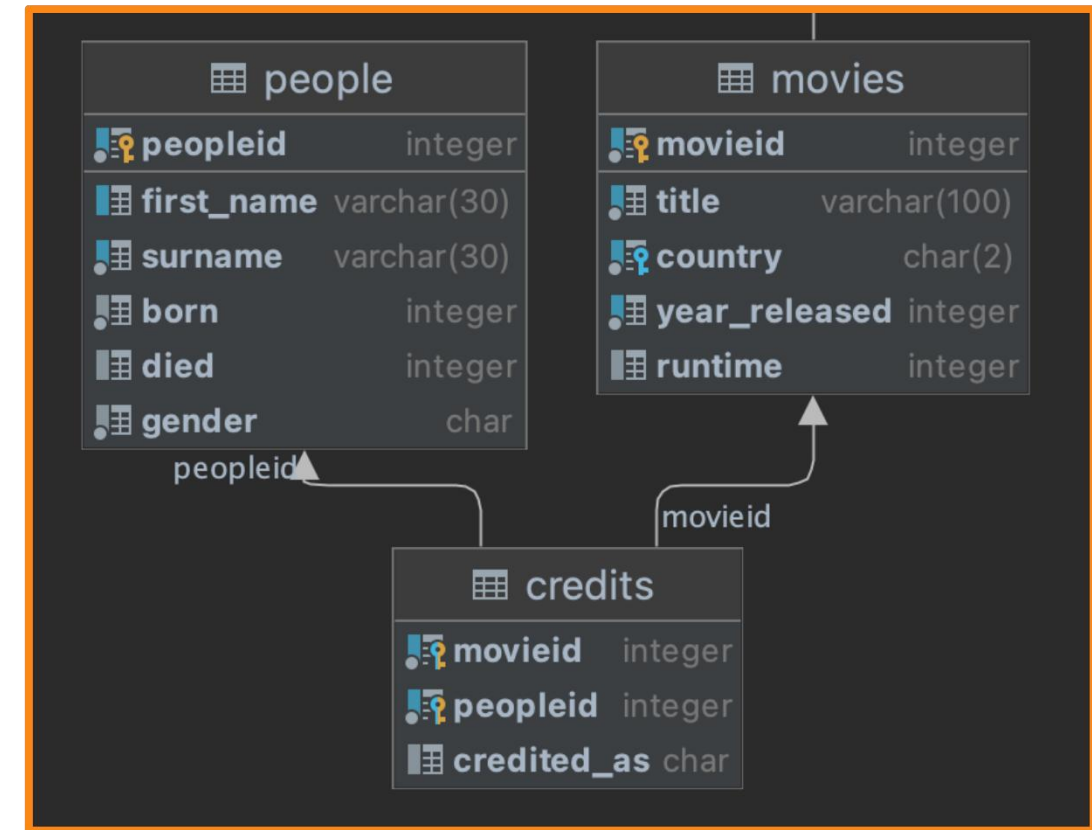 people
peopleid integer
first_name varchar(30)
surname varchar(30)
born integer
died integer
gender char
movies
movieid integer
title varchar(100)
country char(2)
year_released integer
runtime integer
peopleid
movieid
credits
movieid integer
peopleid integer
credited_as char